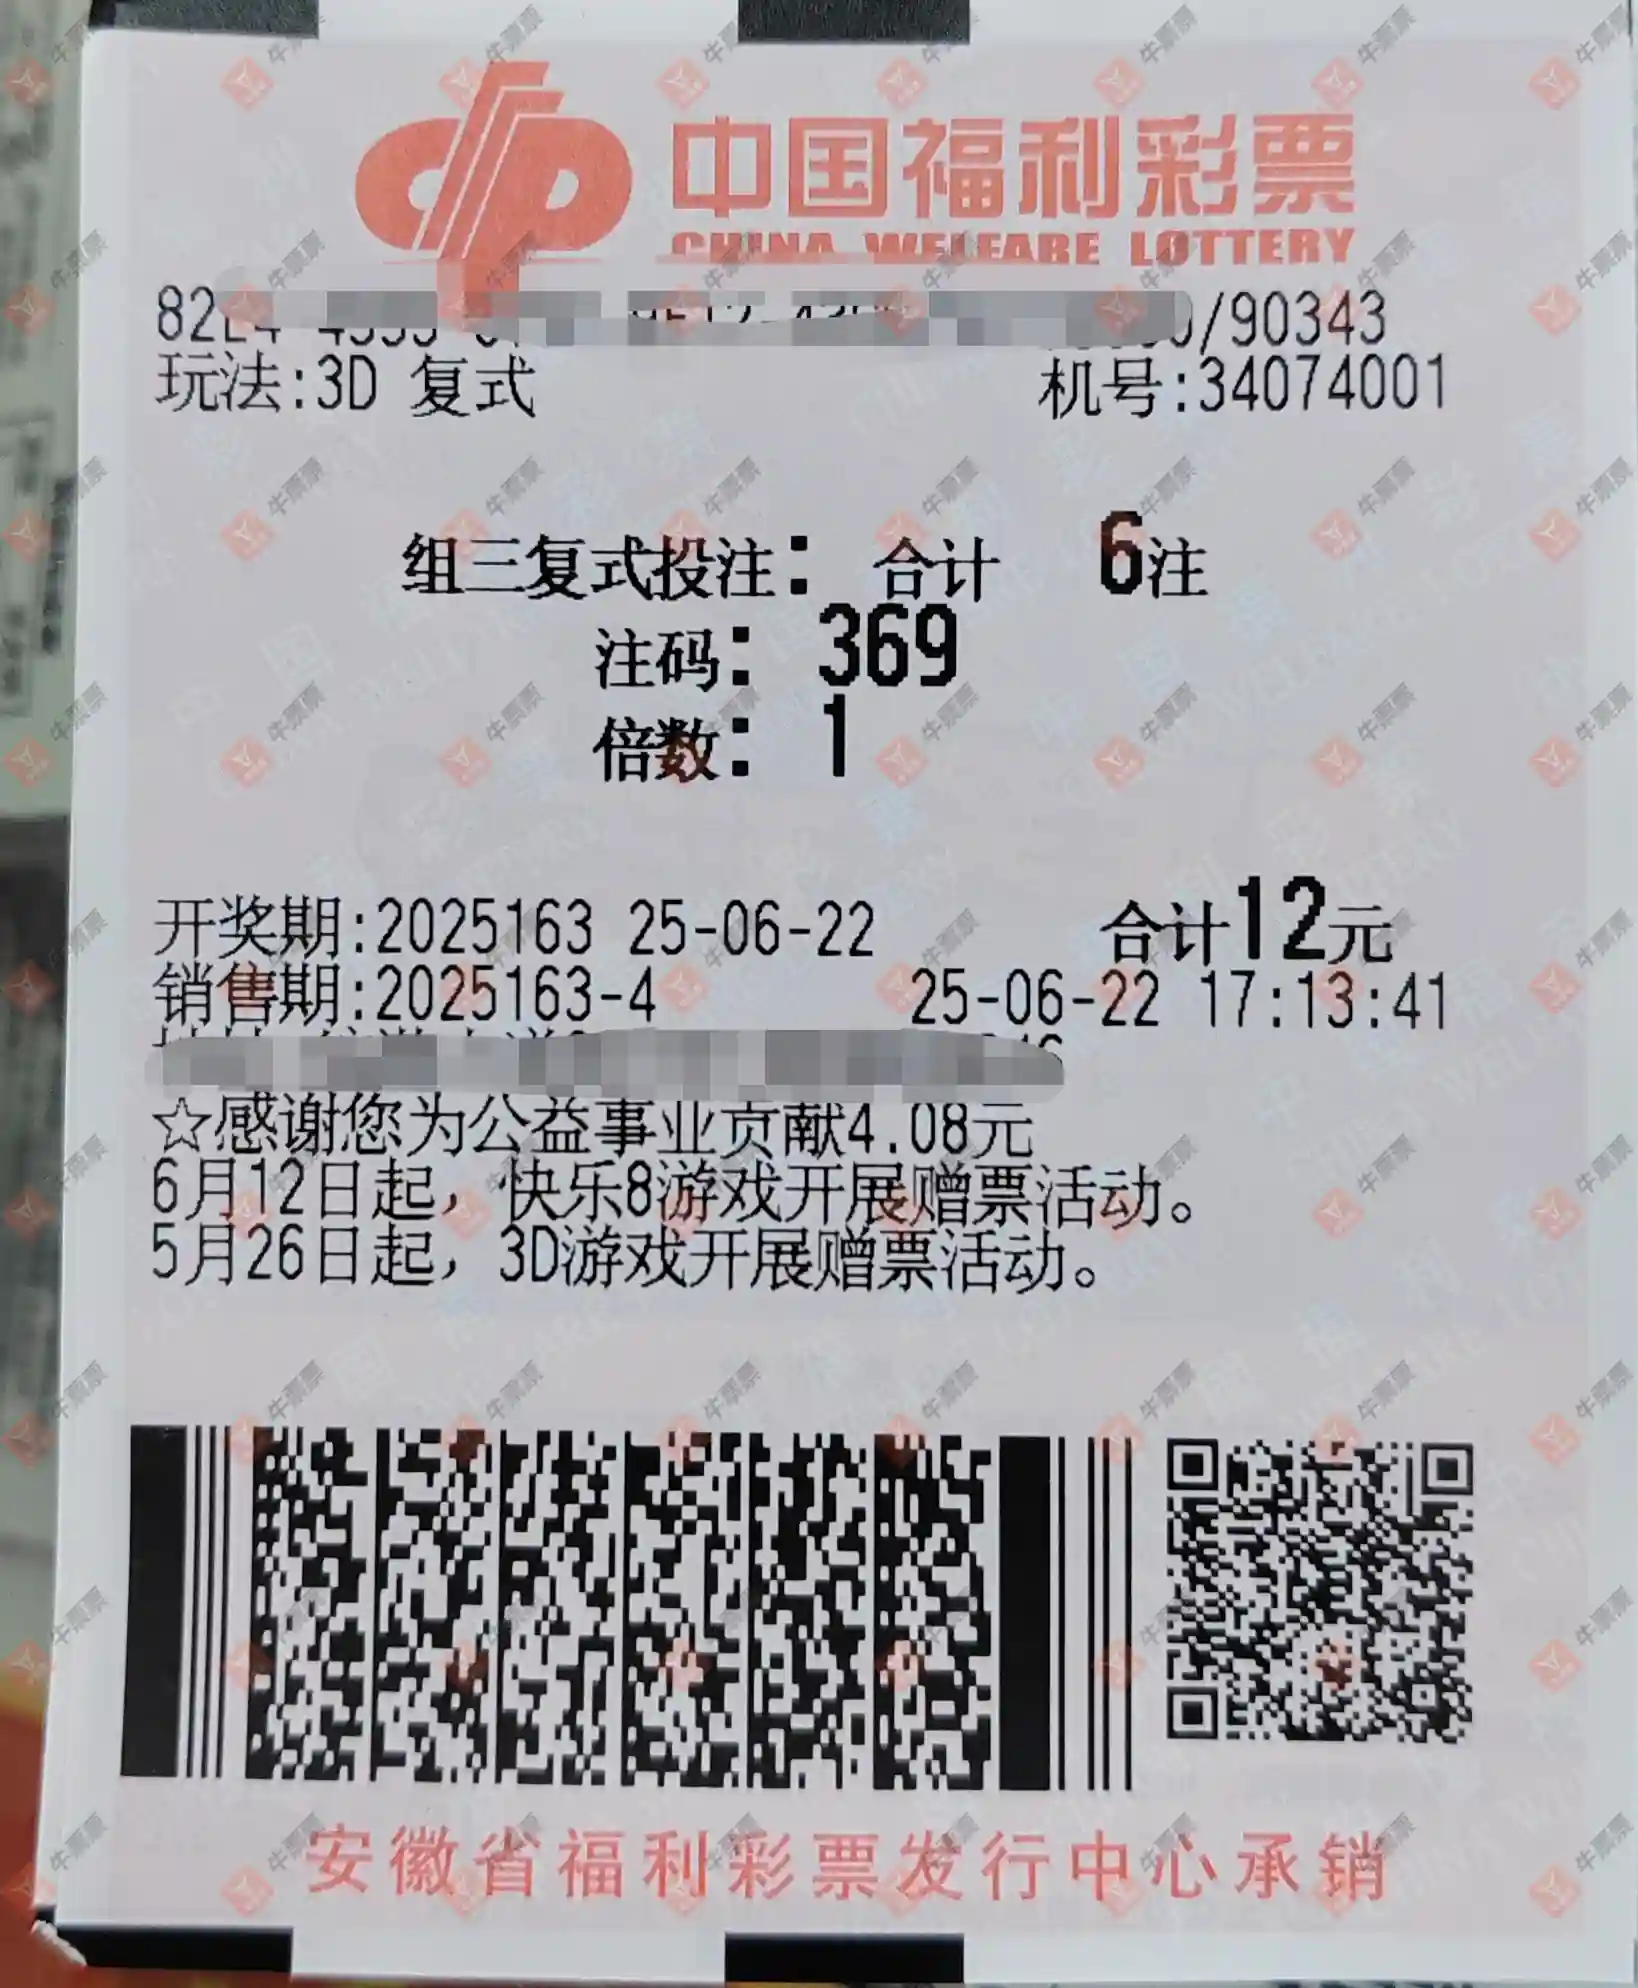 中国福利彩票
CHINA WELFARE LOTTERY
/90343
玩法:3D 复式 机号:34074001
组三复式投注: 合计 6注
注码: 369
倍数: 1
开奖期:2025163 25-06-22 合计12元
销售期:2025163-4 25-06-22 17:13:41
☆感谢您为公益事业贡献4.08元
6月12日起，快乐8游戏开展赠票活动。
5月26日起，3D游戏开展赠票活动。
安徽省福利彩票发行中心承销
牛票票